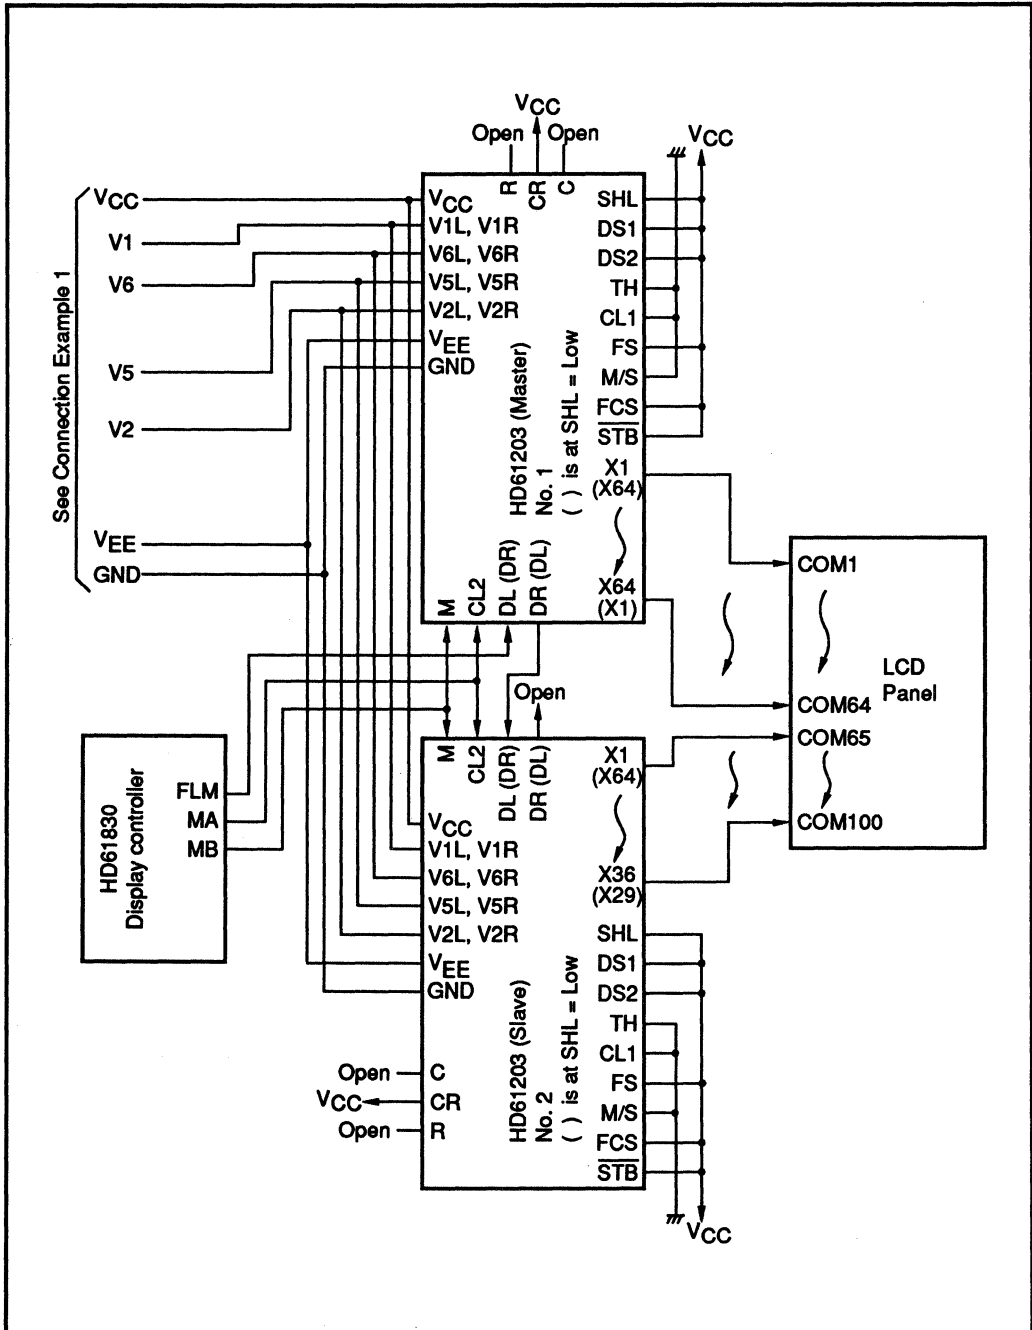 VCC
Open
Open
R
CR
C
VCC
See Connection Example 1
VCC
V1
V6
V5
V2
VEE
GND
VCC
V1L, V1R
V6L, V6R
V5L, V5R
V2L, V2R
VEE
GND
HD61203 (Master)
No. 1
( ) is at SHL = Low
SHL
DS1
DS2
TH
CL1
FS
M/S
FCS
STB
X1
(X64)
X64
(X1)
M
CL2
DL (DR)
DR (DL)
COM1
COM64
COM65
COM100
LCD
Panel
Open
HD61830
Display controller
FLM
MA
MB
M
CL2
DL (DR)
DR (DL)
X1
(X64)
X36
(X29)
VCC
V1L, V1R
V6L, V6R
V5L, V5R
V2L, V2R
VEE
GND
HD61203 (Slave)
No. 2
( ) is at SHL = Low
SHL
DS1
DS2
TH
CL1
FS
M/S
FCS
STB
Open
C
VCC
CR
Open
R
VCC